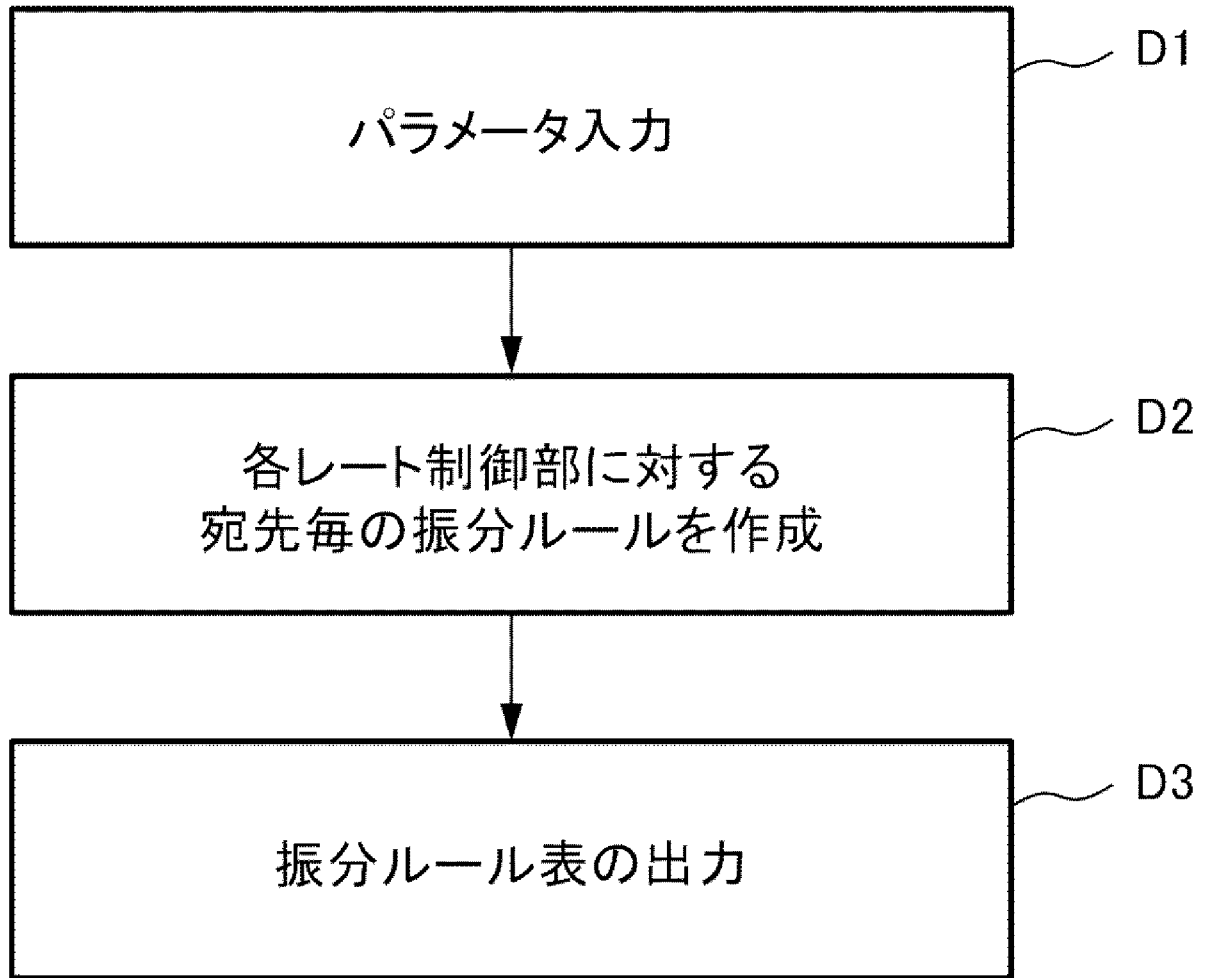 パラメータ入力
D1
各レート制御部に対する
宛先毎の振分ルールを作成
D2
振分ルール表の出力
D3